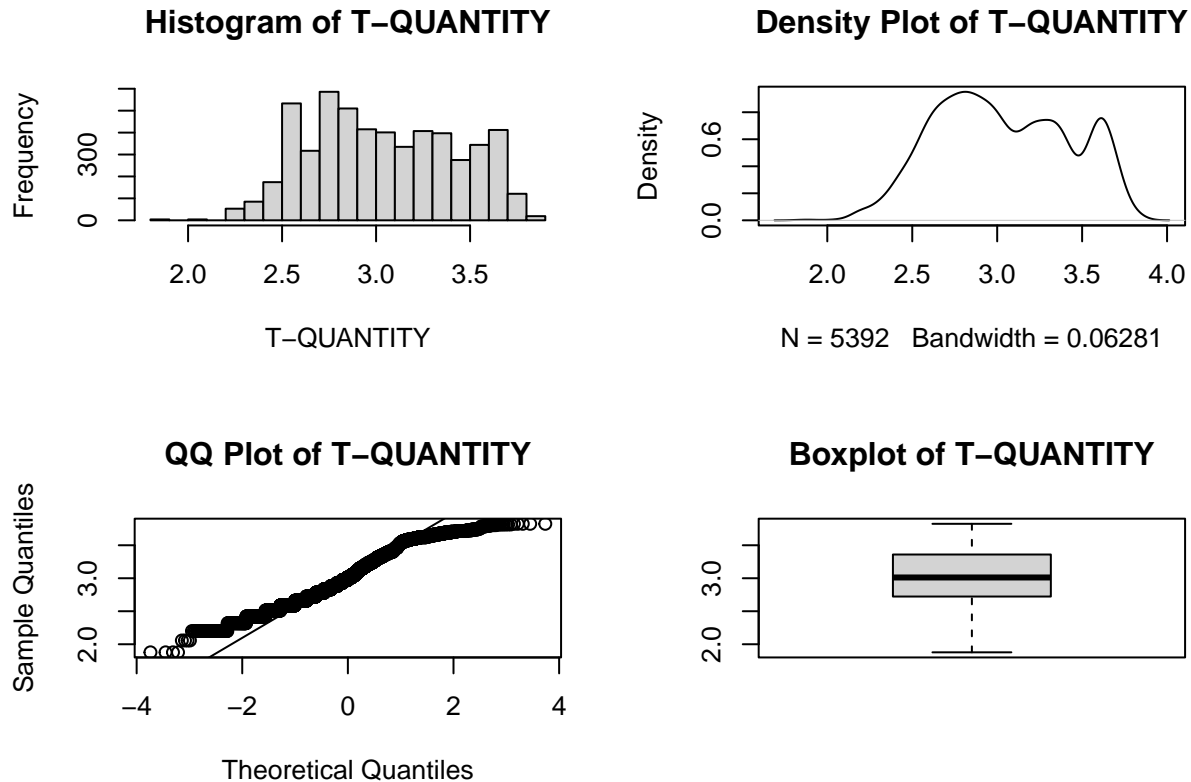 Histogram of T−QUANTITY
Frequency
0 300
2.0 2.5 3.0 3.5
T−QUANTITY
Density Plot of T−QUANTITY
Density
0.0 0.6
2.0 2.5 3.0 3.5 4.0
N = 5392 Bandwidth = 0.06281
QQ Plot of T−QUANTITY
Sample Quantiles
2.0 3.0
−4 −2 0 2 4
Theoretical Quantiles
Boxplot of T−QUANTITY
2.0 3.0